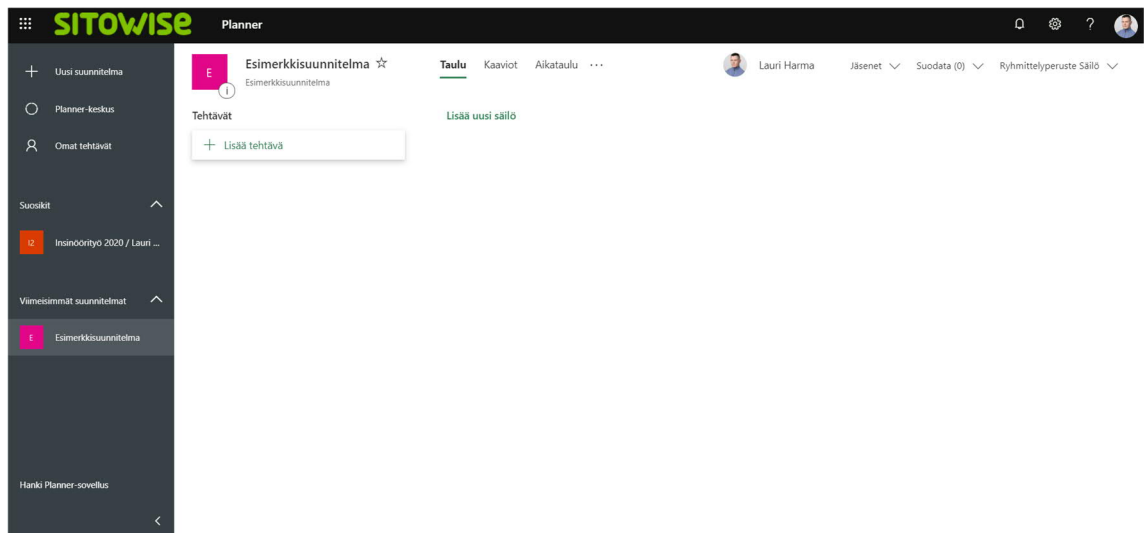 SITOWISE Planner ?
Uusi suunnitelma
Planner-keskus
Omat tehtävät
Suosikit
I2 Insinöörityö 2020 / Lauri ...
Viimeisimmät suunnitelmat
E Esimerkkisuunnitelma
Hanki Planner-sovellus
E Esimerkkisuunnitelma
Esimerkkisuunnitelma
Taulu Kaaviot Aikataulu ...
Lauri Harma Jäsenet Suodata (0) Ryhmittelyperuste Säilö
Tehtävät
Lisää uusi säilö
+ Lisää tehtävä